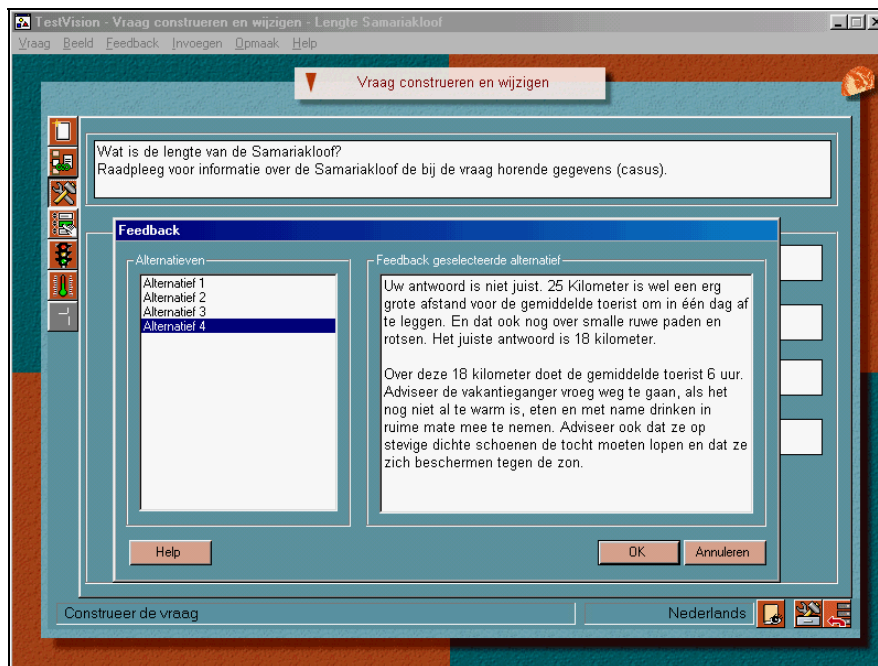 TestVision - Vraag construeren en wijzigen - Lengte Samariakloof
Vraag Beeld Feedback Invoegen Opmaak Help
Vraag construeren en wijzigen
Wat is de lengte van de Samariakloof?
Raadpleeg voor informatie over de Samariakloof de bij de vraag horende gegevens (casus).
Feedback
Alternatieven
Alternatief 1
Alternatief 2
Alternatief 3
Alternatief 4
Feedback geselecteerde alternatief
Uw antwoord is niet juist. 25 Kilometer is wel een erg
grote afstand voor de gemiddelde toerist om in één dag af
te leggen. En dat ook nog over smalle ruwe paden en
rotsen. Het juiste antwoord is 18 kilometer.
Over deze 18 kilometer doet de gemiddelde toerist 6 uur.
Adviseer de vakantieganger vroeg weg te gaan, als het
nog niet al te warm is, eten en met name drinken in
ruime mate mee te nemen. Adviseer ook dat ze op
stevige dichte schoenen de tocht moeten lopen en dat ze
zich beschermen tegen de zon.
Help
OK
Annuleren
Construeer de vraag
Nederlands